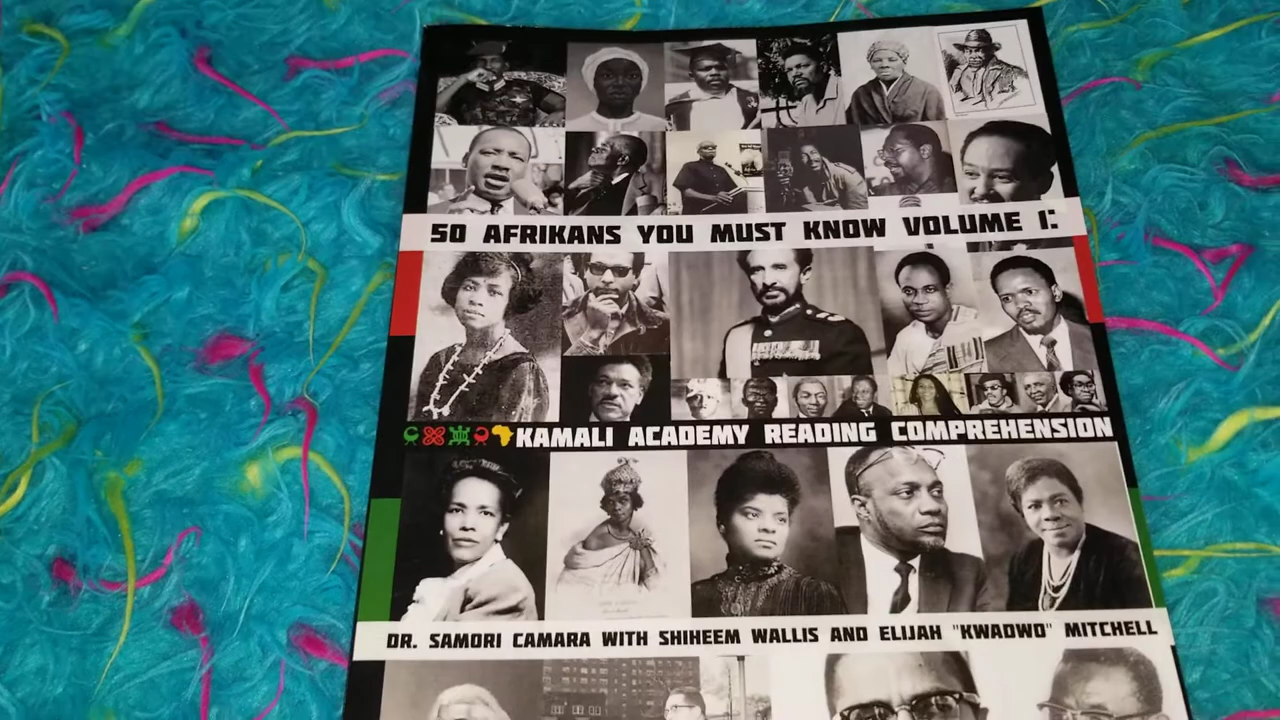 50 AFRIKANS YOU MUST KNOW VOLUME I:
KAMALI ACADEMY READING COMPREHENSION
DR. SAMORI CAMARA WITH SHIHEEM WALLIS AND ELIJAH "KWADWO" MITCHELL